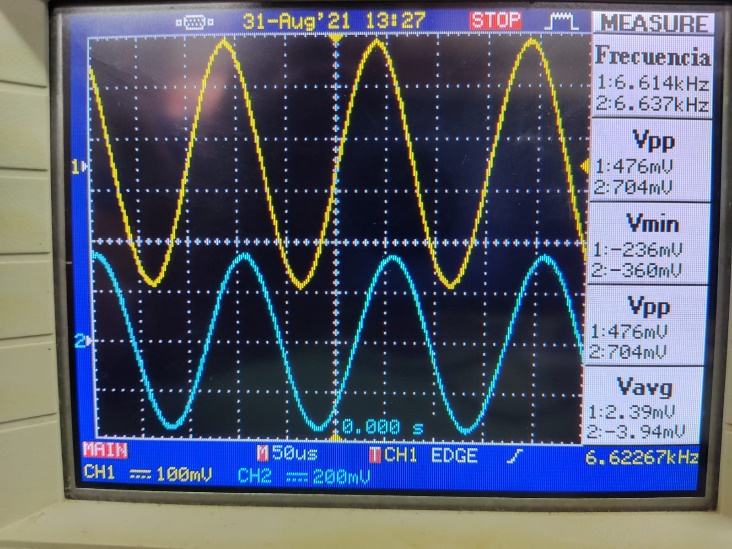 31-Aug'21 13:27 STOP
MEASURE
Frecuencia
1:6.614kHz
2:6.637kHz
Vpp
1:476mV
2:704mV
Vmin
1:-236mV
2:-360mV
Vpp
1:476mV
2:704mV
Vavg
1:2.39mV
2:-3.94mV
1
2
0.000 s
MAIN M 50us T CH1 EDGE 6.62267kHz
CH1 100mV CH2 200mV